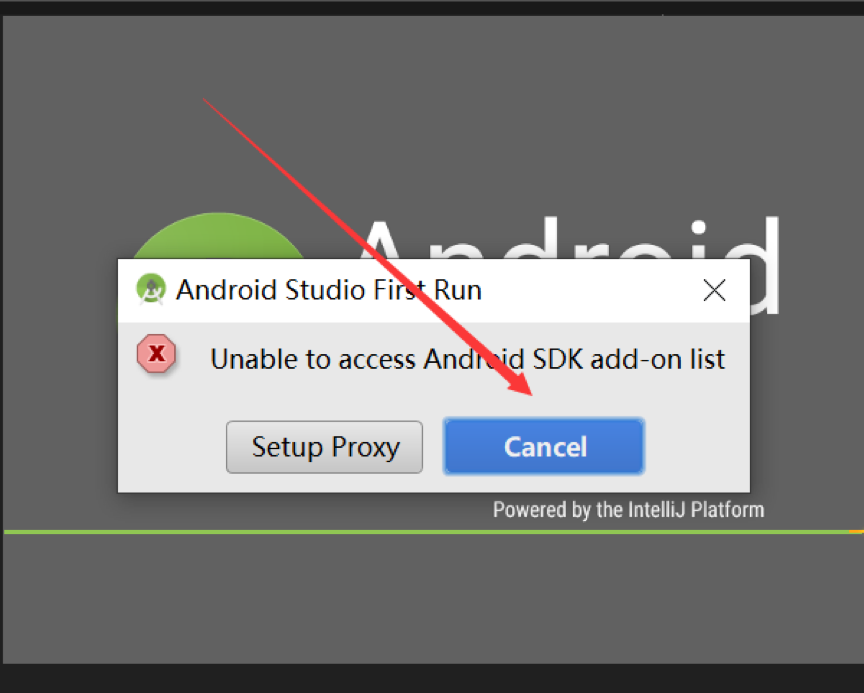 Android
Android Studio First Run
Unable to access Android SDK add-on list
Setup Proxy
Cancel
Powered by the IntelliJ Platform